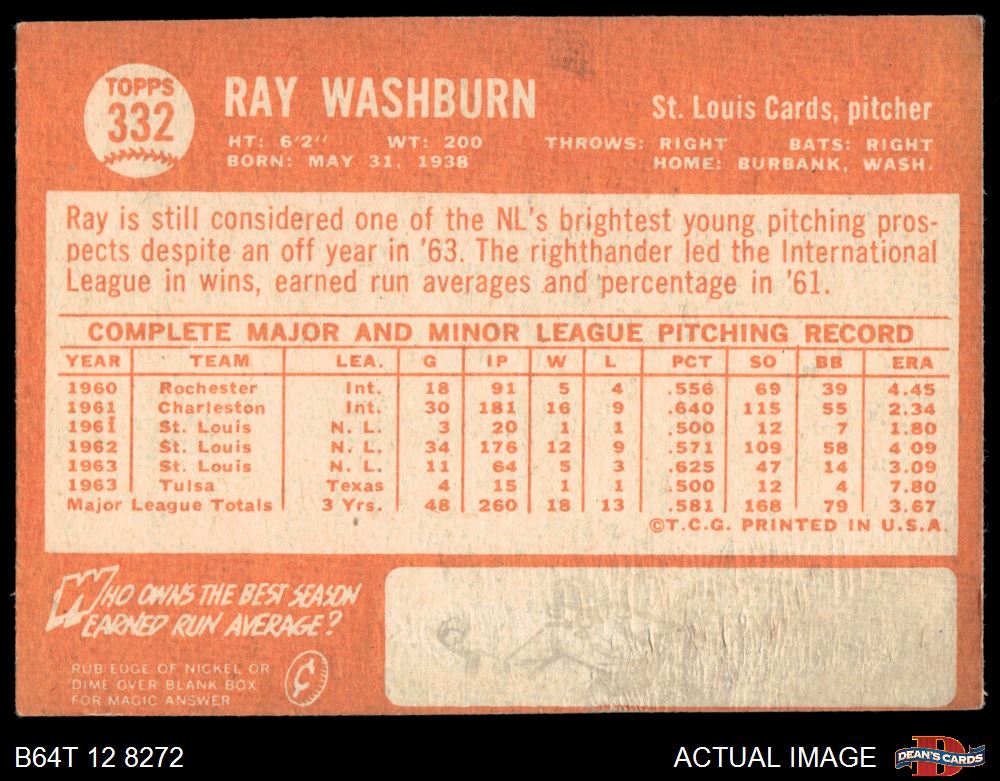 TOPPS
332
RAY WASHBURN
St. Louis Cards, pitcher
HT: 6'2" WT: 200 THROWS: RIGHT BATS: RIGHT
BORN: MAY 31, 1938 HOME: BURBANK, WASH.
Ray is still considered one of the NL's brightest young pitching pros-
pects despite an off year in '63. The righthander led the International
League in wins, earned run averages and percentage in '61.
COMPLETE MAJOR AND MINOR LEAGUE PITCHING RECORD
YEAR TEAM LEA. G IP W L PCT SO BB ERA
1960 Rochester Int. 18 91 5 4 .556 69 39 4.45
1961 Charleston Int. 30 181 16 9 .640 115 55 2.34
1961 St. Louis N. L. 3 20 1 1 .500 12 7 1.80
1962 St. Louis N. L. 34 176 12 9 .571 109 58 4.09
1963 St. Louis N. L. 11 64 5 3 .625 47 14 3.09
1963 Tulsa Texas 4 15 1 1 .500 12 4 7.80
Major League Totals 3 Yrs. 48 260 18 13 .581 168 79 3.67
©T.C.G. PRINTED IN U.S.A.
WHO OWNS THE BEST SEASON
EARNED RUN AVERAGE?
RUB EDGE OF NICKEL OR
DIME OVER BLANK BOX
FOR MAGIC ANSWER
¢
B64T 12 8272
ACTUAL IMAGE
D
DEAN'S CARDS